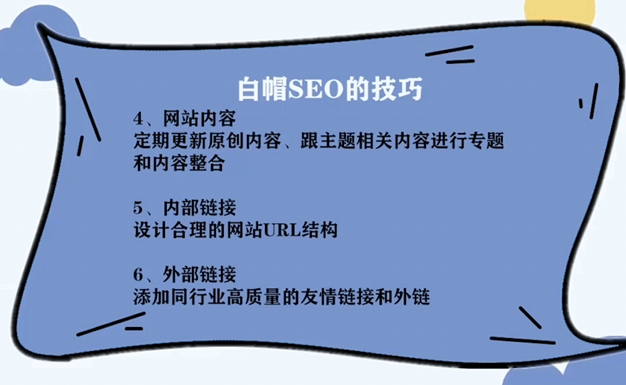 白帽SEO的技巧
4、网站内容
定期更新原创内容、跟主题相关内容进行专题
和内容整合
5、内部链接
设计合理的网站URL结构
6、外部链接
添加同行业高质量的友情链接和外链